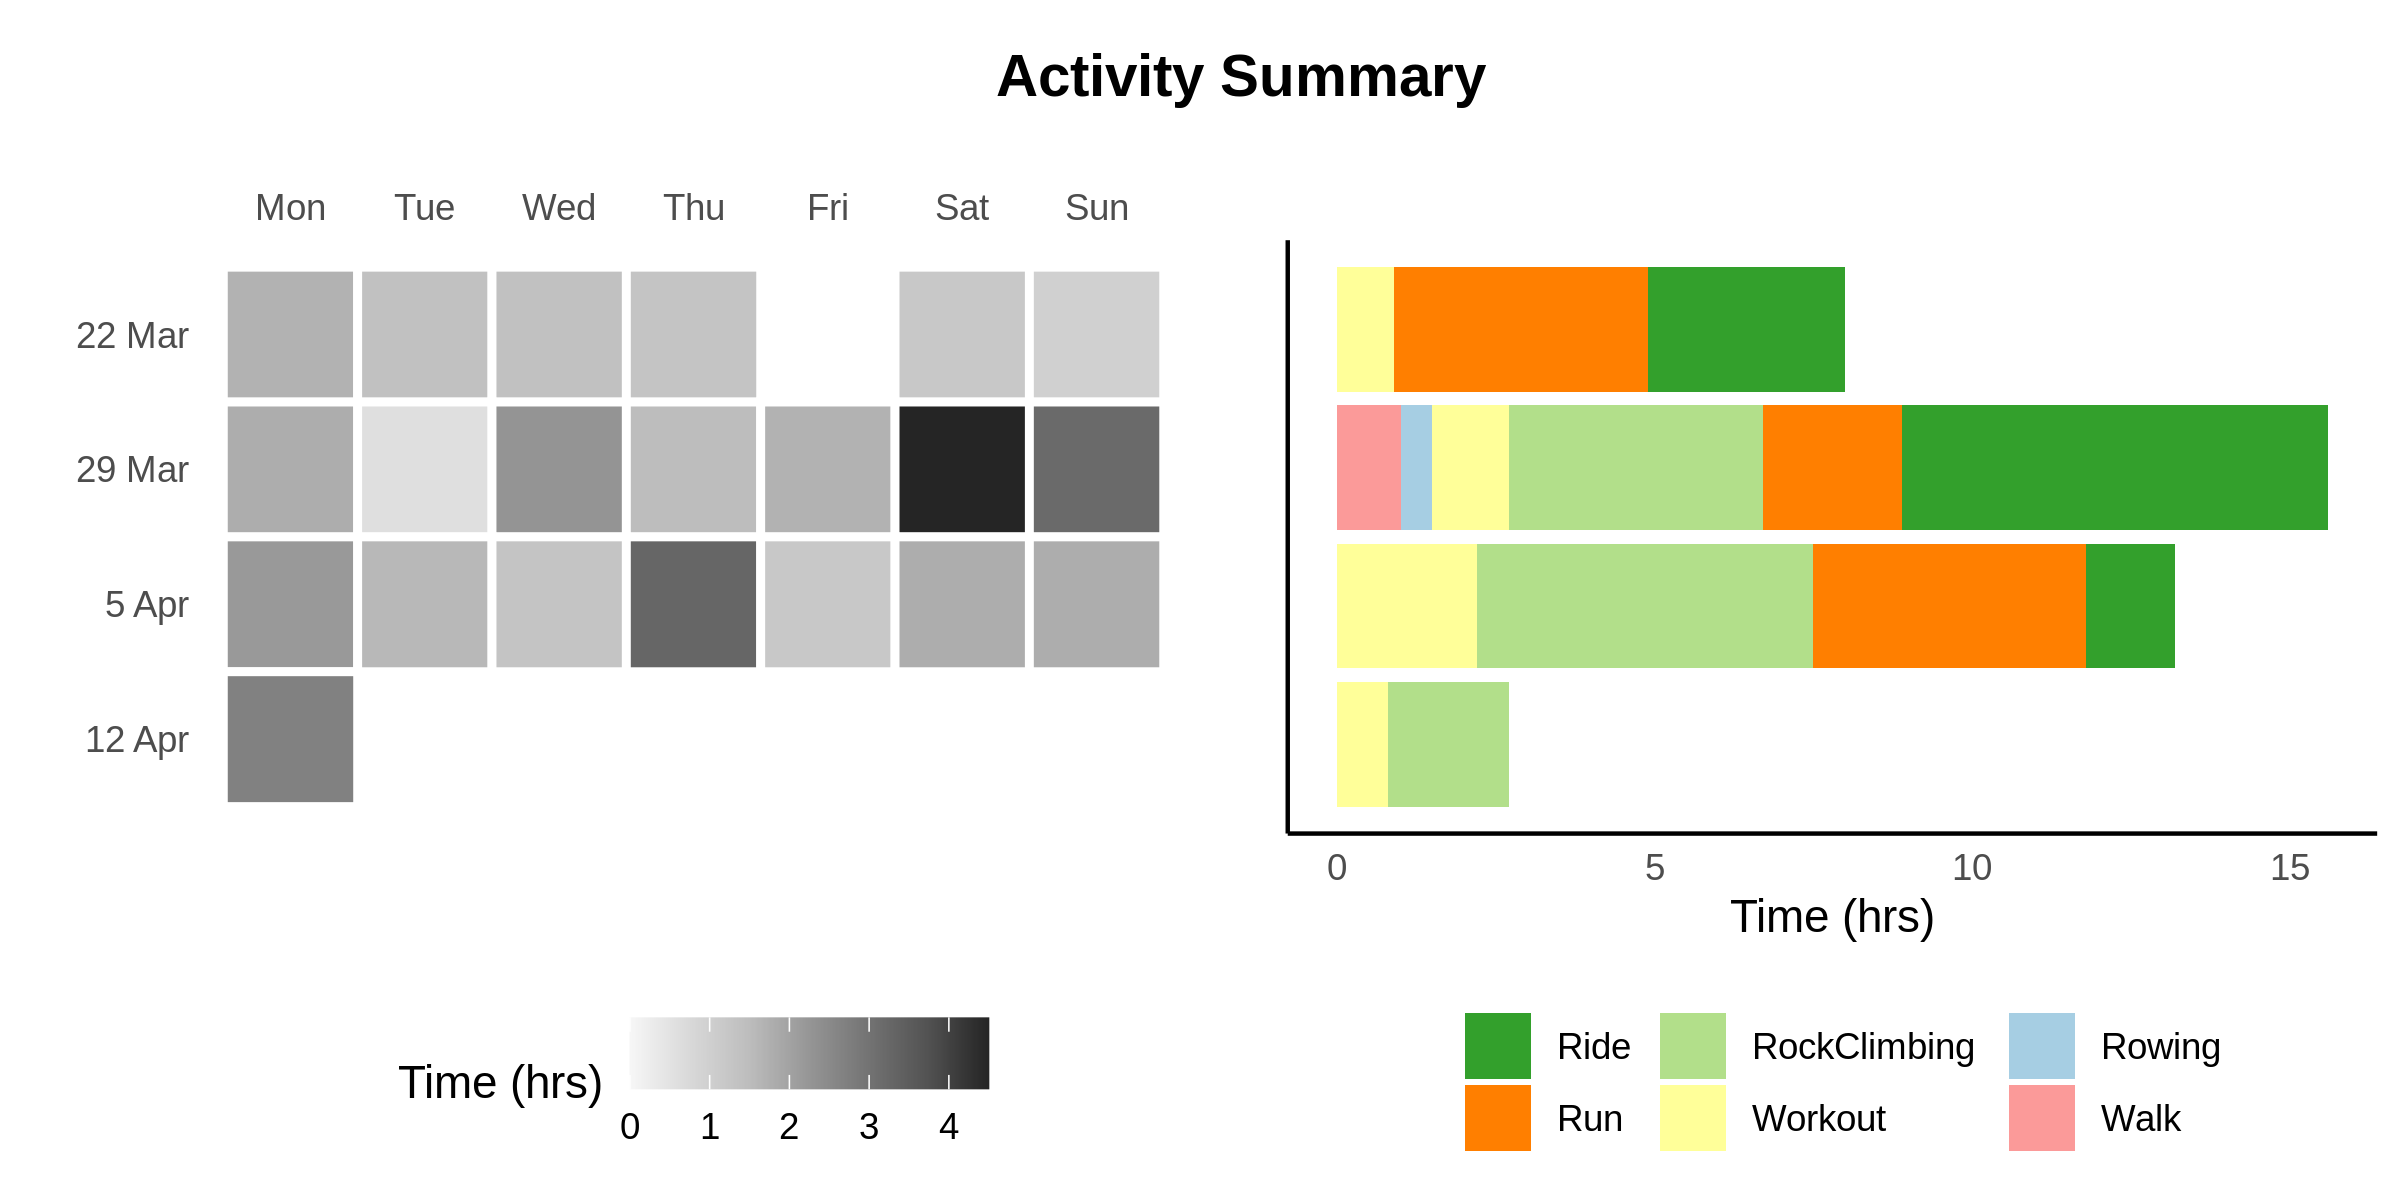 Activity Summary
Mon Tue Wed Thu Fri Sat Sun
22 Mar
29 Mar
5 Apr
12 Apr
0 5 10 15
Time (hrs)
Time (hrs)
0 1 2 3 4
Ride RockClimbing Rowing
Run Workout Walk